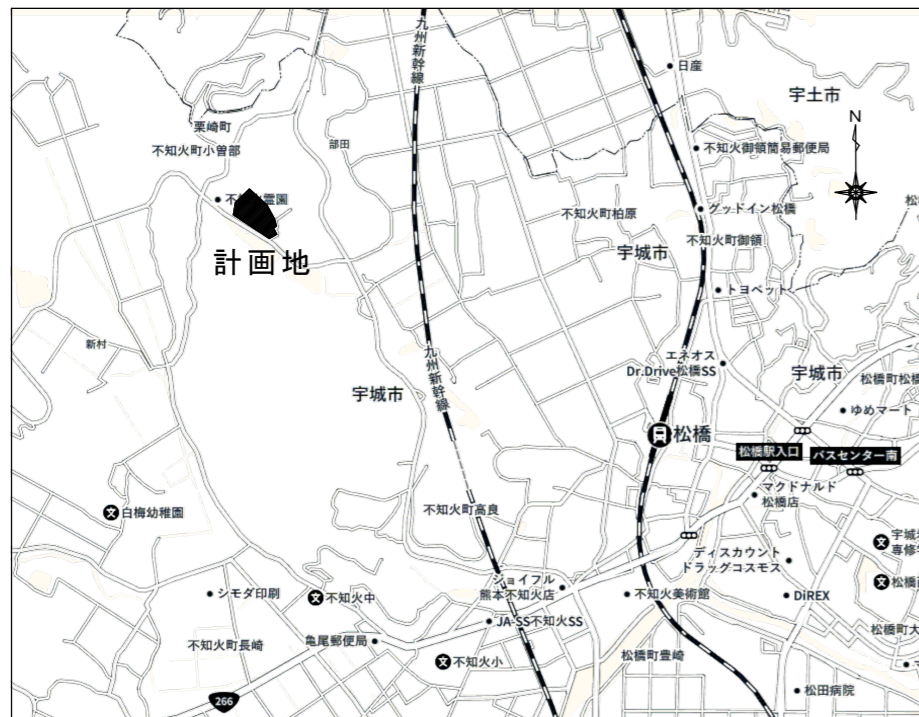 九州新幹線
日産
宇土市
N
栗崎町
不知火町小曽部
部田
不知火御領簡易郵便局
不知火霊園
不知火町柏原
グッドイン松橋
宇城市
不知火町御領
計画地
トヨペット
新村
九州新幹線
エネオス
Dr.Drive松橋SS
宇城市
松橋町松橋
宇城市
ゆめマート
松橋
松橋駅入口
バスセンター南
マクドナルド
松橋店
白梅幼稚園
不知火町高良
ディスカウント
ドラッグコスモス
専修
松橋
ジョイフル
熊本不知火店
シモダ印刷
不知火中
不知火美術館
DiREX
JA-SS不知火SS
不知火町長崎
亀尾郵便局
松橋町大
不知火小
松橋町豊崎
266
松田病院